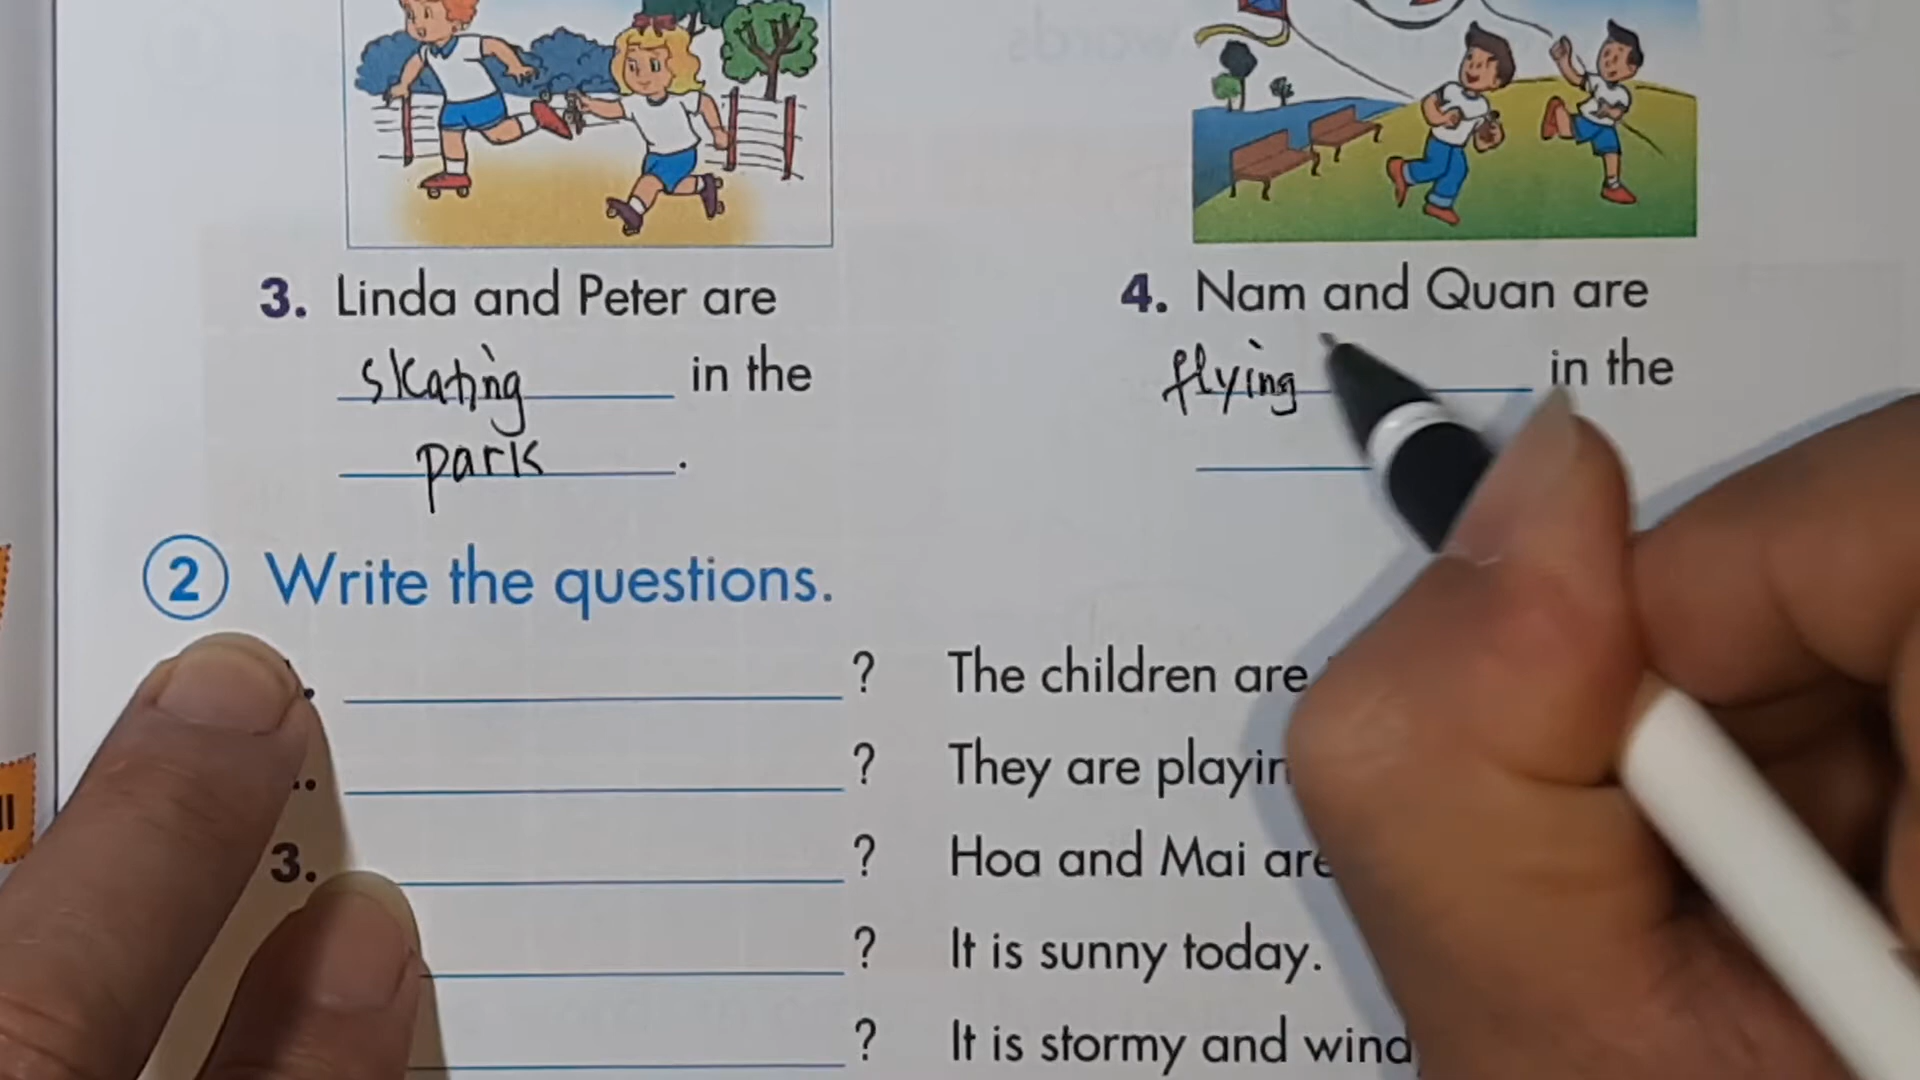 3. Linda and Peter are
skating in the
park.
4. Nam and Quan are
flying in the
2 Write the questions.
? The children are
? They are playin
3. ? Hoa and Mai are
? It is sunny today.
? It is stormy and wind